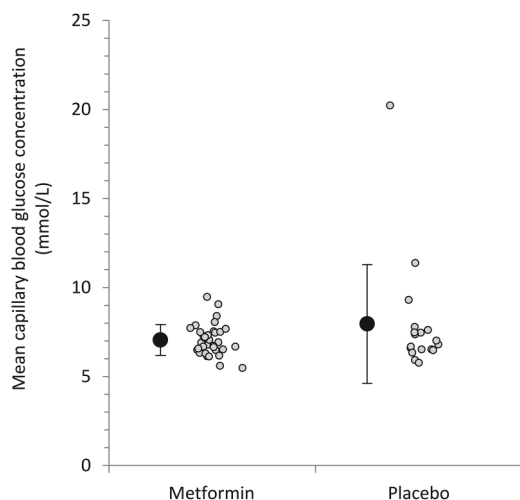 Mean capillary blood glucose concentration
(mmol/L)
25
20
15
10
5
0
Metformin
Placebo